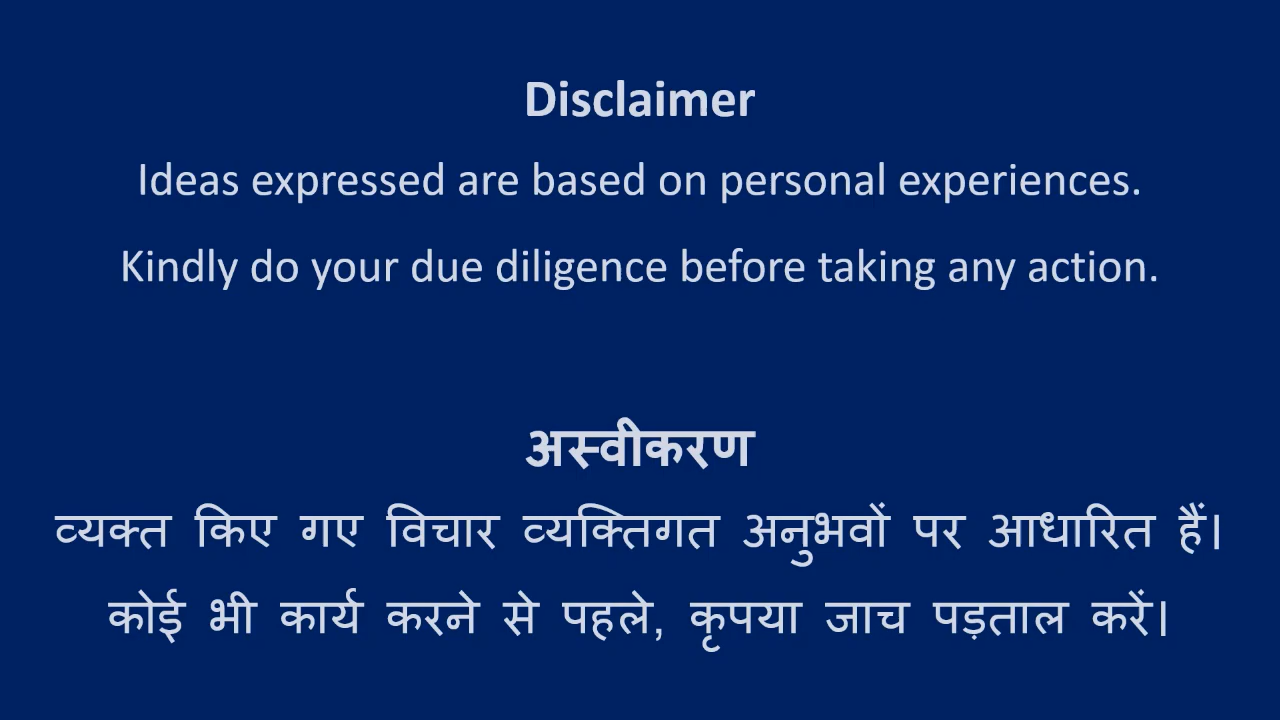 Disclaimer
Ideas expressed are based on personal experiences.
Kindly do your due diligence before taking any action.
अस्वीकरण
व्यक्त किए गए विचार व्यक्तिगत अनुभवों पर आधारित हैं।
कोई भी कार्य करने से पहले, कृपया जाच पड़ताल करें।